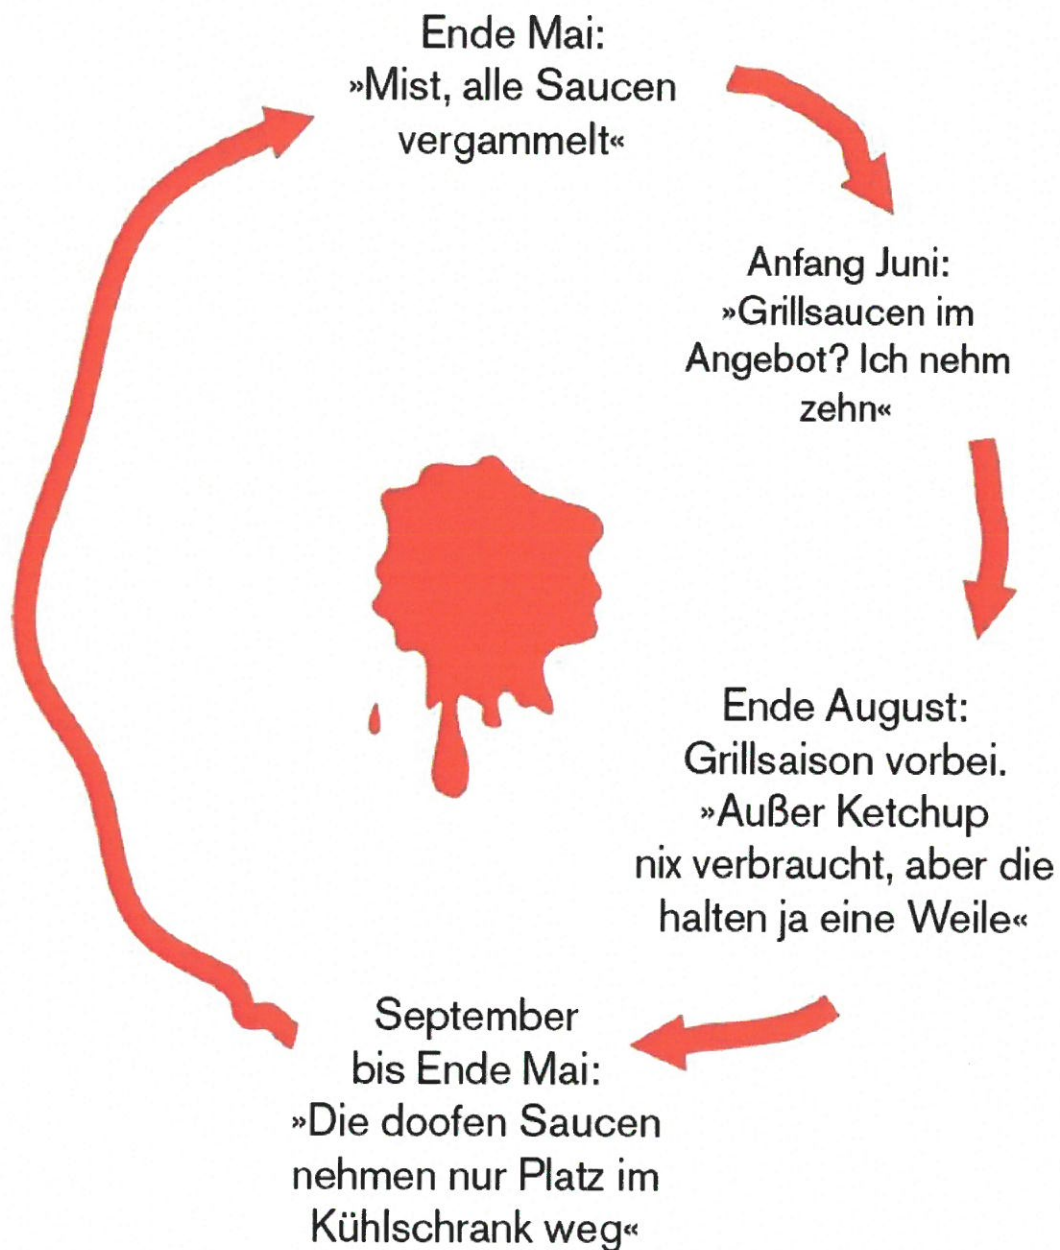 Ende Mai:
»Mist, alle Saucen
vergammelt«
Anfang Juni:
»Grillsaucen im
Angebot? Ich nehm
zehn«
Ende August:
Grillsaison vorbei.
»Außer Ketchup
nix verbraucht, aber die
halten ja eine Weile«
September
bis Ende Mai:
»Die doofen Saucen
nehmen nur Platz im
Kühlschrank weg«